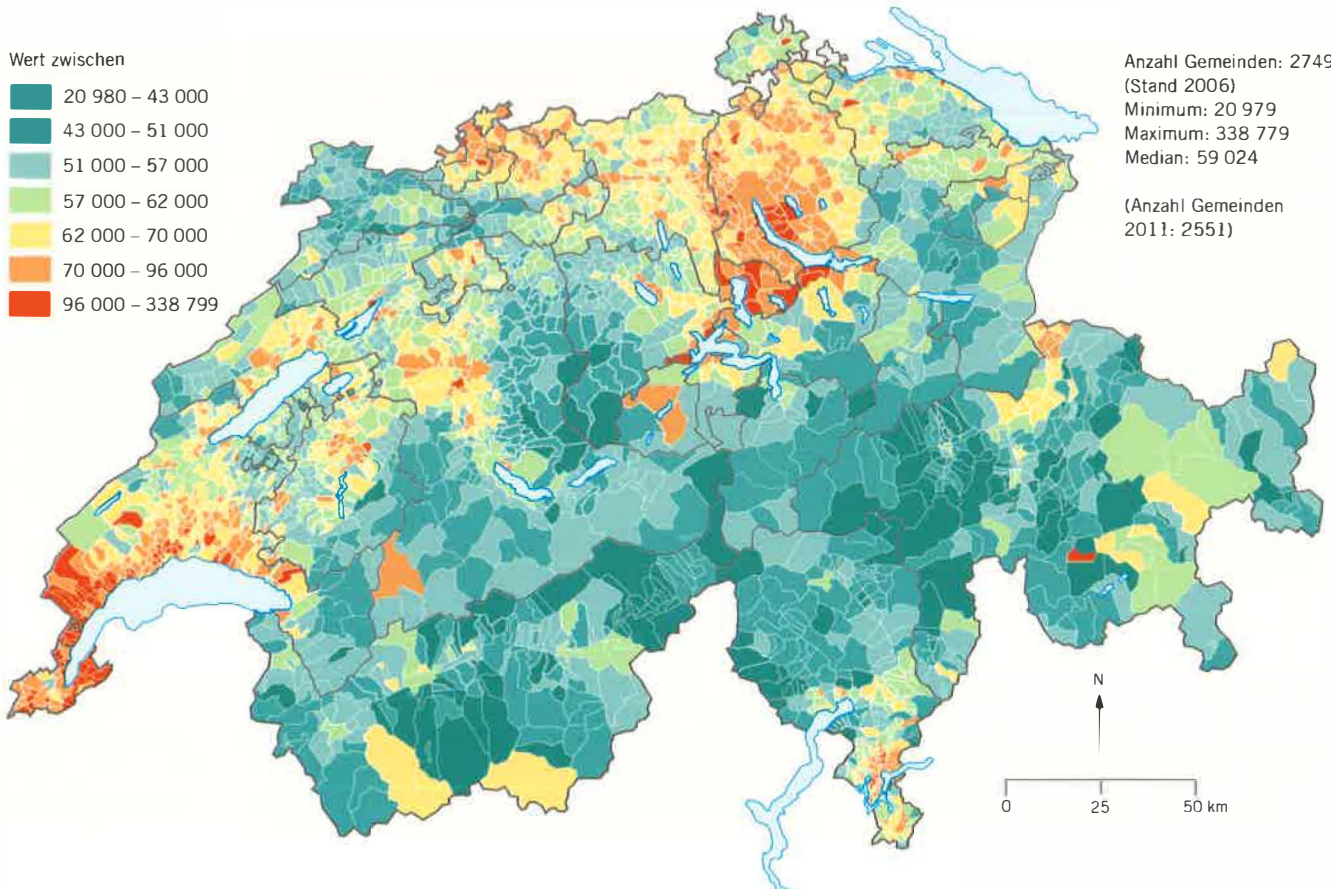 Wert zwischen
20 980 – 43 000
43 000 – 51 000
51 000 – 57 000
57 000 – 62 000
62 000 – 70 000
70 000 – 96 000
96 000 – 338 799
Anzahl Gemeinden: 2749
(Stand 2006)
Minimum: 20 979
Maximum: 338 779
Median: 59 024
(Anzahl Gemeinden
2011: 2551)
N
0 25 50 km